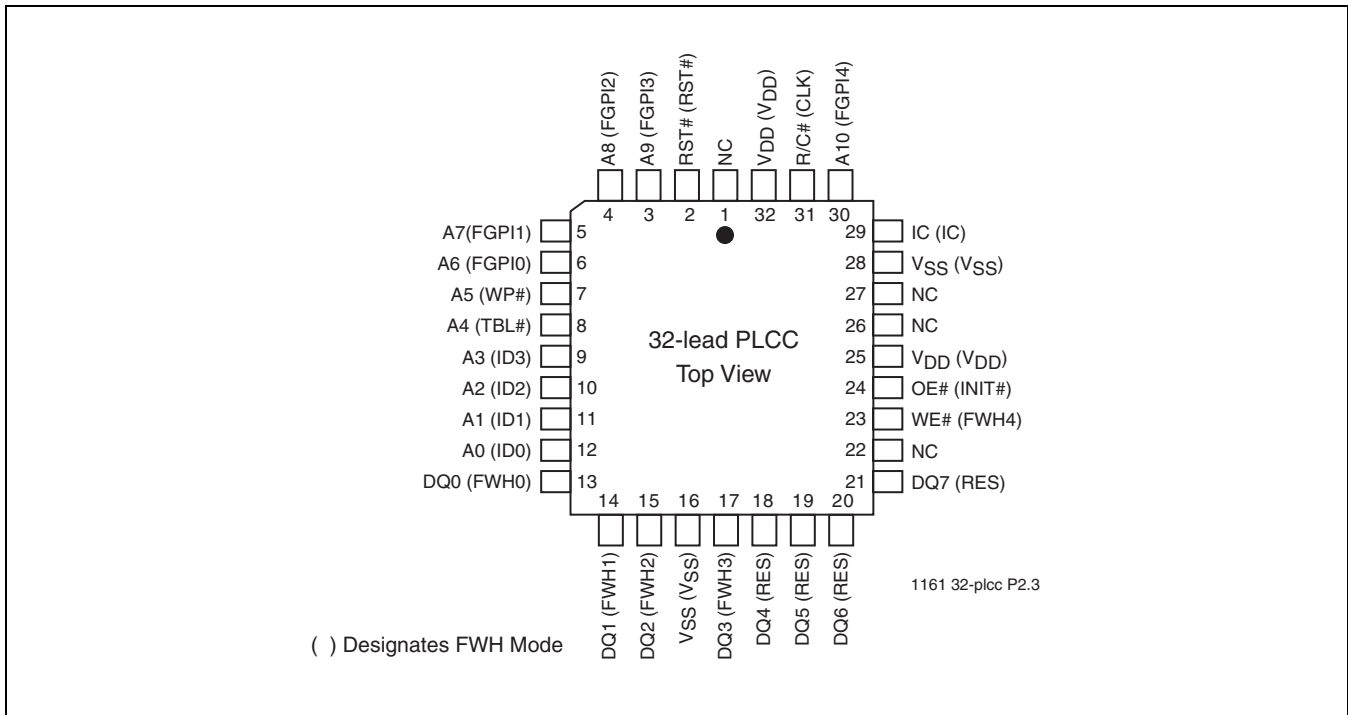 A8 (FGPI2)
A9 (FGPI3)
RST# (RST#)
NC
VDD (VDD)
R/C# (CLK)
A10 (FGPI4)
4
3
2
1
32
31
30
A7(FGPI1)
5
A6 (FGPI0)
6
A5 (WP#)
7
A4 (TBL#)
8
A3 (ID3)
9
A2 (ID2)
10
A1 (ID1)
11
A0 (ID0)
12
DQ0 (FWH0)
13
32-lead PLCC
Top View
29
IC (IC)
28
VSS (VSS)
27
NC
26
NC
25
VDD (VDD)
24
OE# (INIT#)
23
WE# (FWH4)
22
NC
21
DQ7 (RES)
14
15
16
17
18
19
20
DQ1 (FWH1)
DQ2 (FWH2)
VSS (VSS)
DQ3 (FWH3)
DQ4 (RES)
DQ5 (RES)
DQ6 (RES)
1161 32-plcc P2.3
( ) Designates FWH Mode